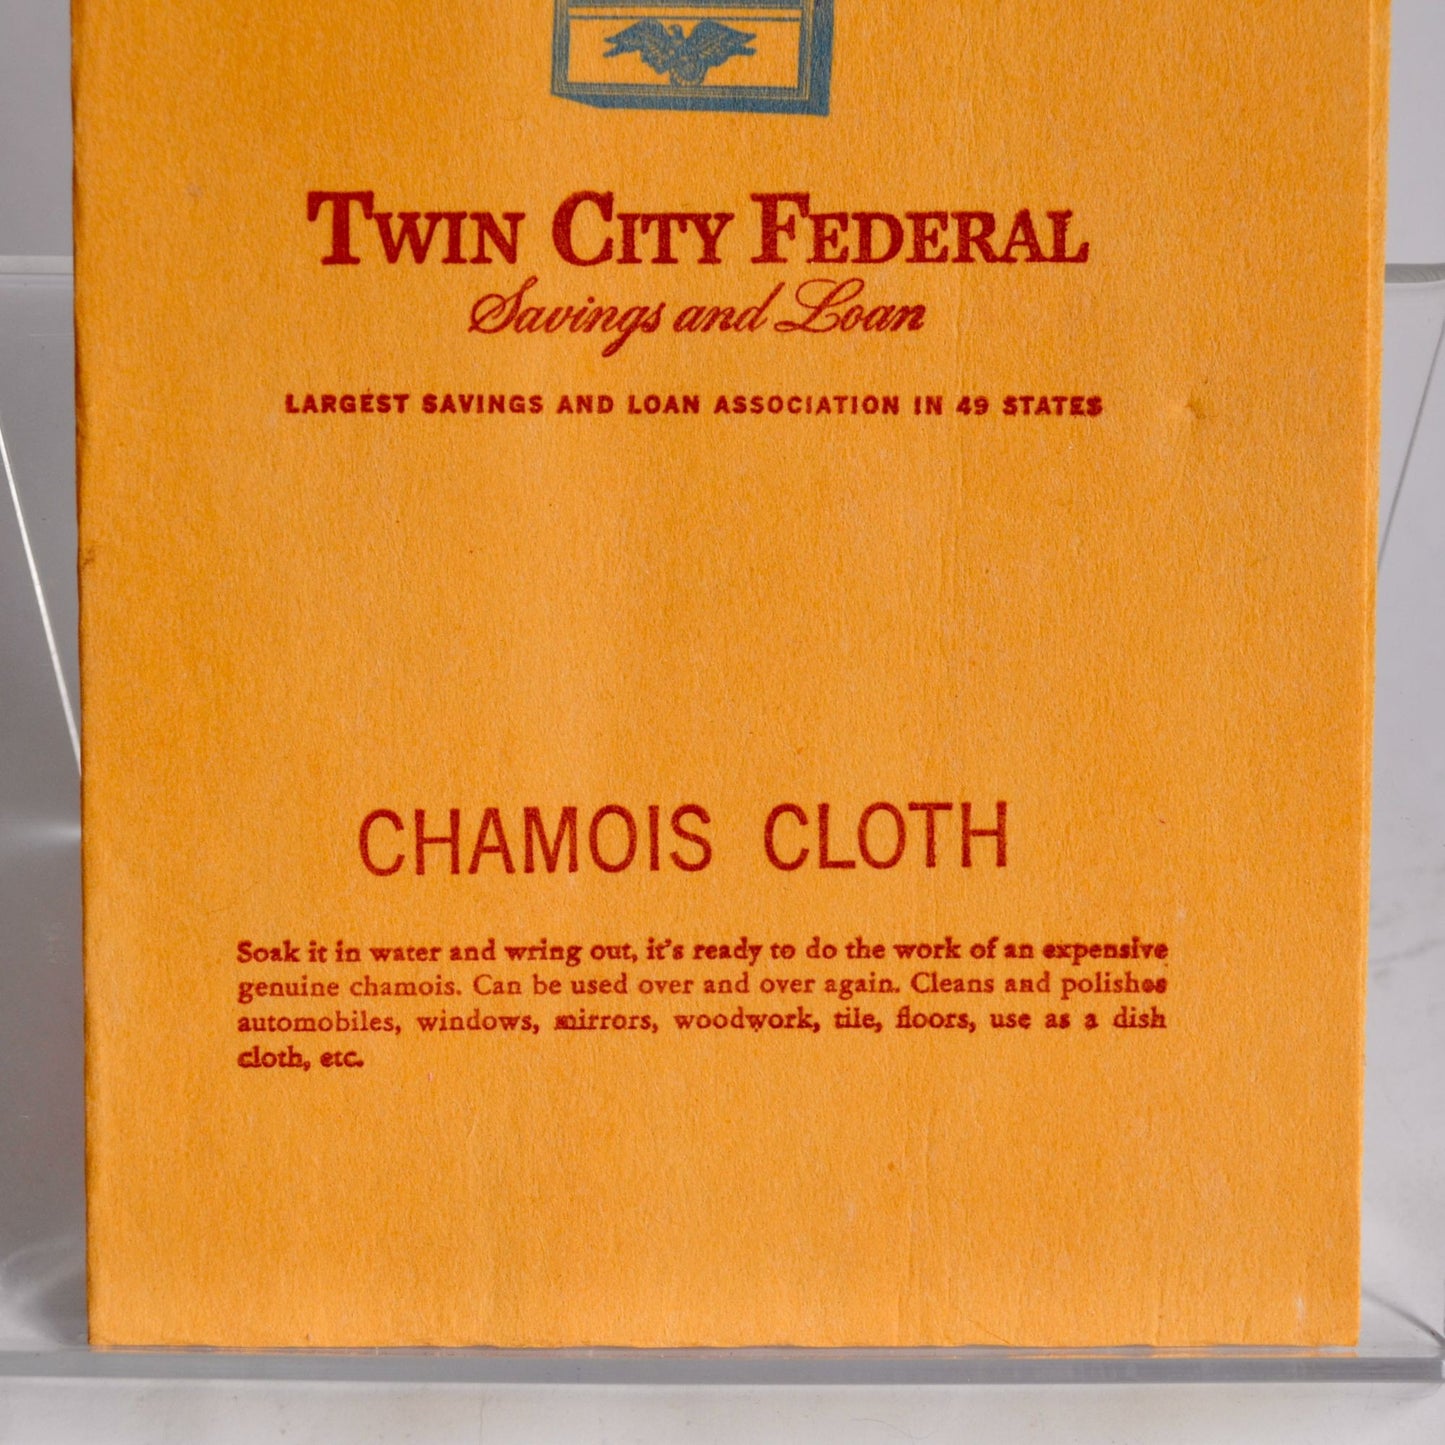 TWIN CITY FEDERAL
Savings and Loan
LARGEST SAVINGS AND LOAN ASSOCIATION IN 49 STATES
CHAMOIS CLOTH
Soak it in water and wring out, it's ready to do the work of an expensive
genuine chamois. Can be used over and over again. Cleans and polishes
automobiles, windows, mirrors, woodwork, tile, floors, use as a dish
cloth, etc.